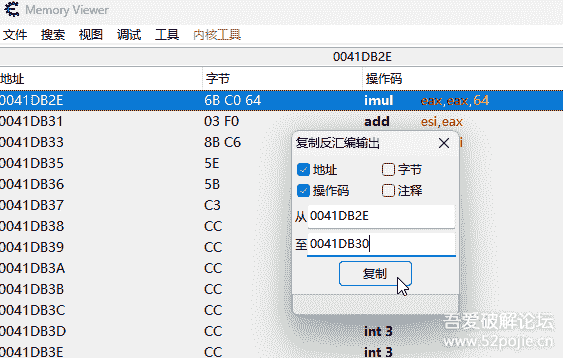 Memory Viewer
文件 搜索 视图 调试 工具 内核工具
0041DB2E
地址 字节 操作码
0041DB2E 6B C0 64 imul eax,eax,64
0041DB31 03 F0 add esi,eax
0041DB33 8B C6
0041DB35 5E
0041DB36 5B
0041DB37 C3
0041DB38 CC
0041DB39 CC
0041DB3A CC
0041DB3B CC
0041DB3C CC
0041DB3D CC int 3
0041DB3E CC int 3
复制反汇编输出
地址 字节
操作码 注释
从 0041DB2E
至 0041DB30
复制
吾爱破解论坛
www.52pojie.cn